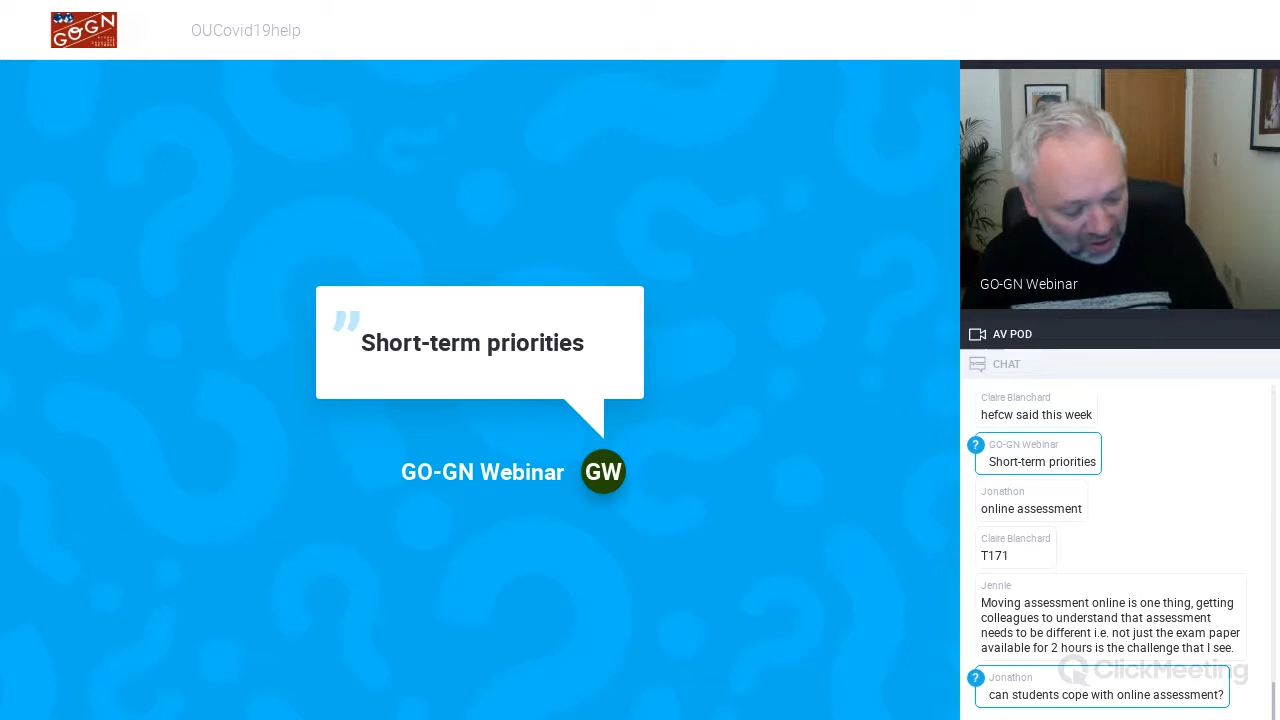 GO-GN
OUCovid19help
Short-term priorities
GO-GN Webinar
GW
GO-GN Webinar
AV POD
CHAT
Claire Blanchard
hefcw said this week
?
GO-GN Webinar
Short-term priorities
Jonathon
online assessment
Claire Blanchard
T171
Jennie
Moving assessment online is one thing, getting
colleagues to understand that assessment
needs to be different i.e. not just the exam paper
available for 2 hours is the challenge that I see.
ClickMeeting
?
Jonathon
can students cope with online assessment?